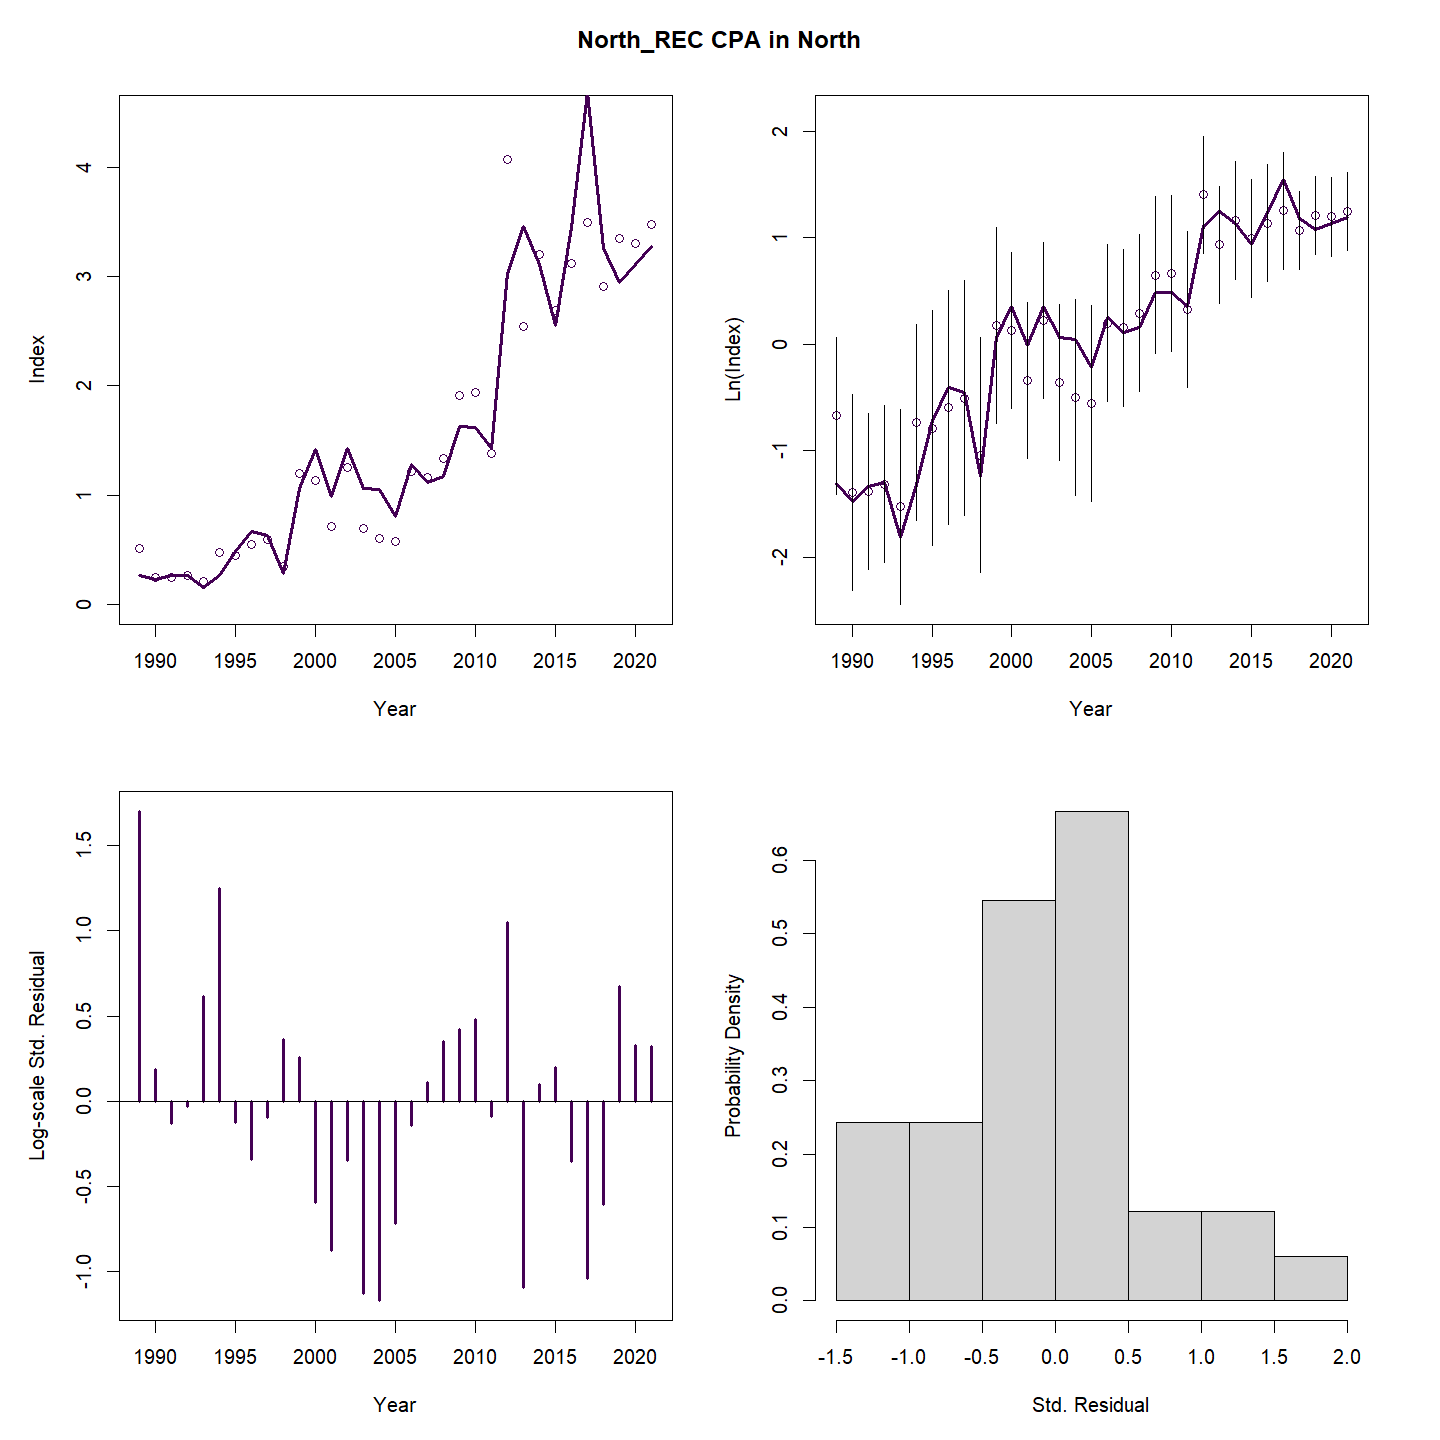 North_REC CPA in North
Index
4
3
2
1
0
1990 1995 2000 2005 2010 2015 2020
Year
Ln(Index)
2
1
0
-1
-2
1990 1995 2000 2005 2010 2015 2020
Year
Log-scale Std. Residual
1.5
1.0
0.5
0.0
-0.5
-1.0
1990 1995 2000 2005 2010 2015 2020
Year
Probability Density
0.6
0.5
0.4
0.3
0.2
0.1
0.0
-1.5 -1.0 -0.5 0.0 0.5 1.0 1.5 2.0
Std. Residual